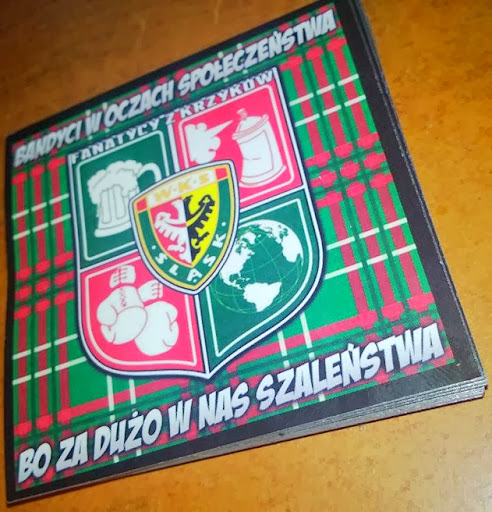 BANDYCI W OCZACH SPOŁECZEŃSTWA
FANATYCY Z KRZYKÓW
W·K·S
ŚLĄSK
BO ZA DUŻO W NAS SZALEŃSTWA